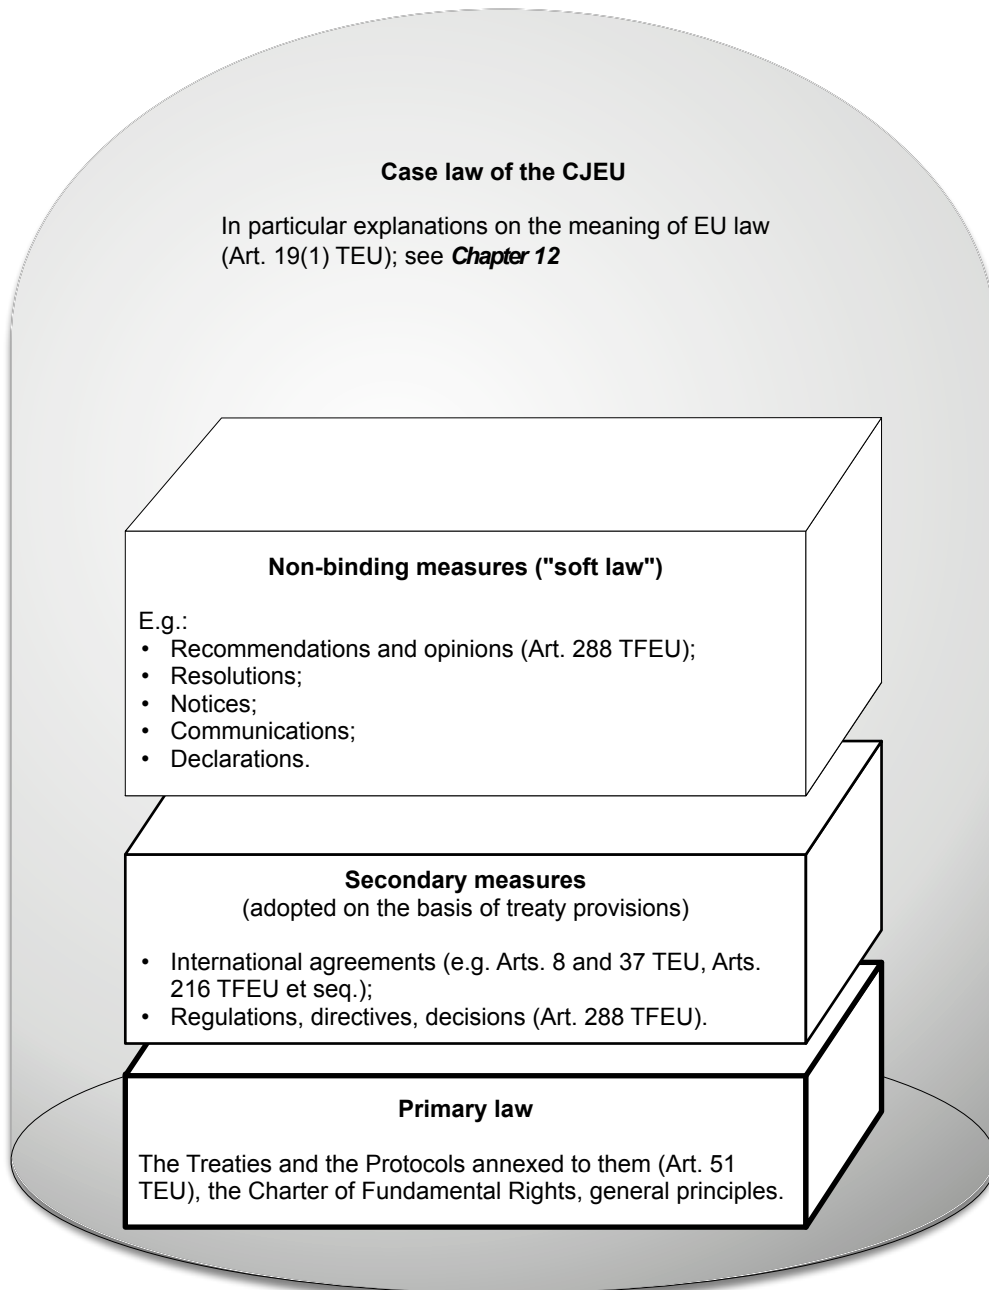 Case law of the CJEU
In particular explanations on the meaning of EU law
(Art. 19(1) TEU); see Chapter 12
Non-binding measures ("soft law")
E.g.:
• Recommendations and opinions (Art. 288 TFEU);
• Resolutions;
• Notices;
• Communications;
• Declarations.
Secondary measures
(adopted on the basis of treaty provisions)
• International agreements (e.g. Arts. 8 and 37 TEU, Arts.
216 TFEU et seq.);
• Regulations, directives, decisions (Art. 288 TFEU).
Primary law
The Treaties and the Protocols annexed to them (Art. 51
TEU), the Charter of Fundamental Rights, general principles.